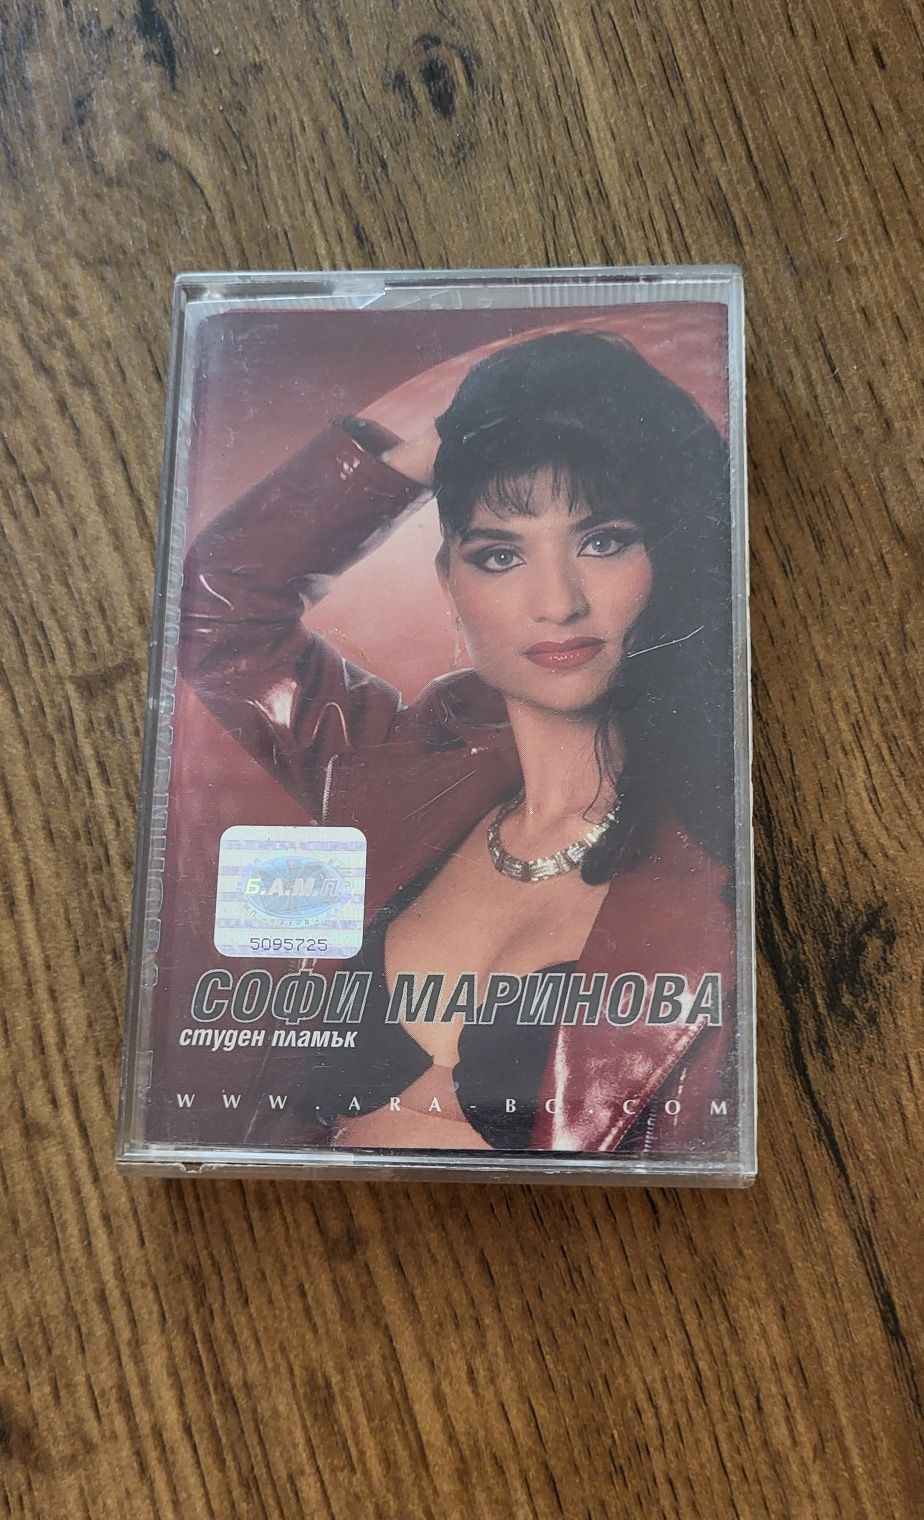 Б.А.М.П.
5095725
СОФИ МАРИНОВА
студен пламък
WWW.ARA-BG.COM